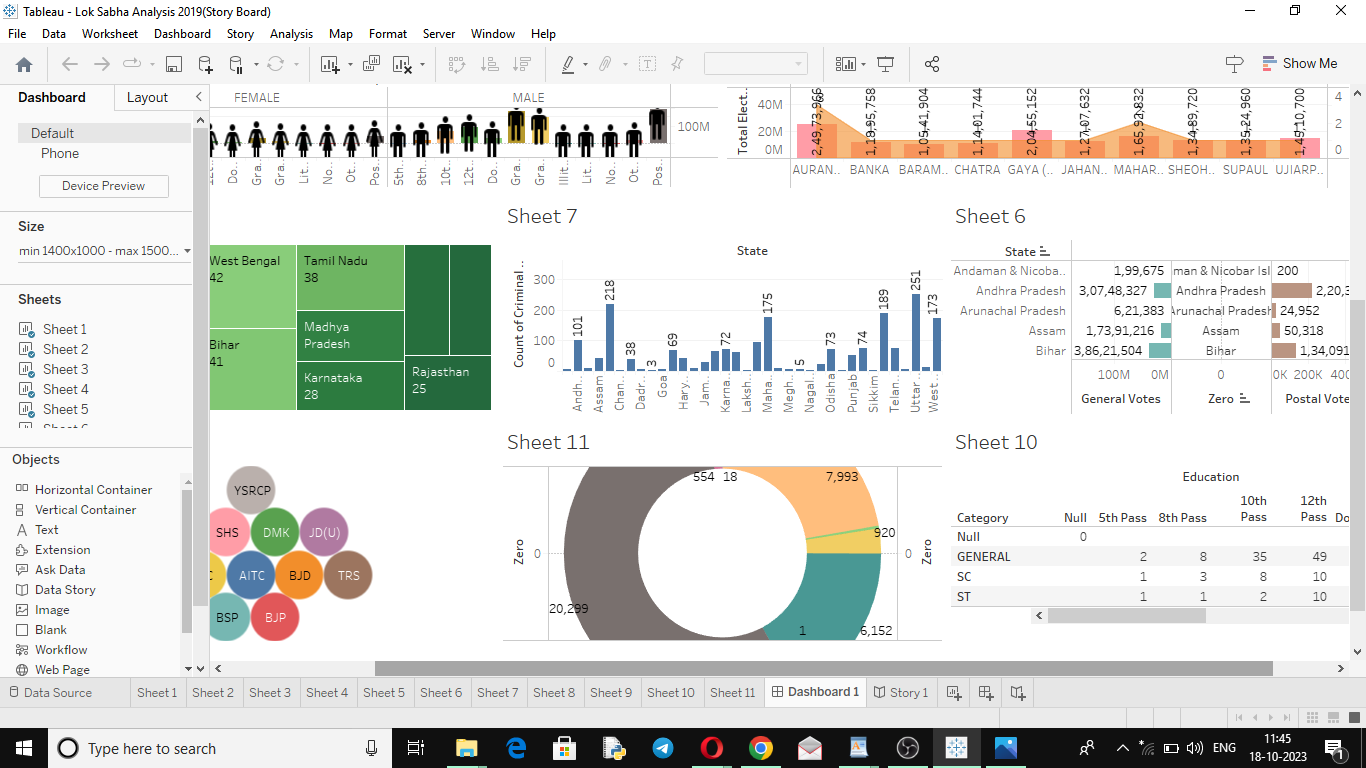 Tableau - Lok Sabha Analysis 2019(Story Board)
File Data Worksheet Dashboard Story Analysis Map Format Server Window Help
Show Me
Dashboard Layout
Default
Phone
Device Preview
Size
min 1400x1000 - max 1500...
Sheets
Sheet 1
Sheet 2
Sheet 3
Sheet 4
Sheet 5
Objects
Horizontal Container
Vertical Container
Text
Extension
Ask Data
Data Story
Image
Blank
Workflow
Web Page
FEMALE MALE
100M
Do.. Gra.. Gra.. Lit.. No.. Ot.. Pos.. 5th.. 8th.. 10t.. 12t.. Do.. Gra.. Gra.. Illit.. Lit.. No.. Ot.. Pos..
Total Elect..
40M
20M
0M
2,49,73,966 1,18,95,758 1,05,41,904 1,14,01,744 2,04,55,152 1,27,07,632 1,65,92,832 1,34,89,720 1,35,24,960 1,45,10,700
4
2
0
AURAN.. BANKA BARAM.. CHATRA GAYA (.. JAHAN.. MAHAR.. SHEOH.. SUPAUL UJIARP..
West Bengal
42
Bihar
41
Tamil Nadu
38
Madhya
Pradesh
Karnataka
28
Rajasthan
25
Sheet 7
State
Count of Criminal ..
300
200
100
0
101 218 38 3 69 72 175 5 73 74 189 251 173
Andh.. Assam Chan.. Dadr.. Goa Hary.. Jam.. Karna.. Laksh.. Maha.. Megh.. Nagal.. Odisha Punjab Sikkim Telan.. Uttar.. West ..
Sheet 6
State
Andaman & Nicoba.. 1,99,675 man & Nicobar Isl 200
Andhra Pradesh 3,07,48,327 Andhra Pradesh 2,20,3
Arunachal Pradesh 6,21,383 Arunachal Pradesh 24,952
Assam 1,73,91,216 Assam 50,318
Bihar 3,86,21,504 Bihar 1,34,091
100M 0M 0 0K 200K 400
General Votes Zero Postal Vote
YSRCP
SHS DMK JD(U)
C AITC BJD TRS
BSP BJP
Sheet 11
554 18 7,993
920
Zero 0 0 Zero
20,299
1 6,152
Sheet 10
Education
Category Null 5th Pass 8th Pass 10th Pass 12th Pass Do
Null 0
GENERAL 2 8 35 49
SC 1 3 8 10
ST 1 1 2 10
Data Source Sheet 1 Sheet 2 Sheet 3 Sheet 4 Sheet 5 Sheet 6 Sheet 7 Sheet 8 Sheet 9 Sheet 10 Sheet 11 Dashboard 1 Story 1
Type here to search
ENG
11:45
18-10-2023
1